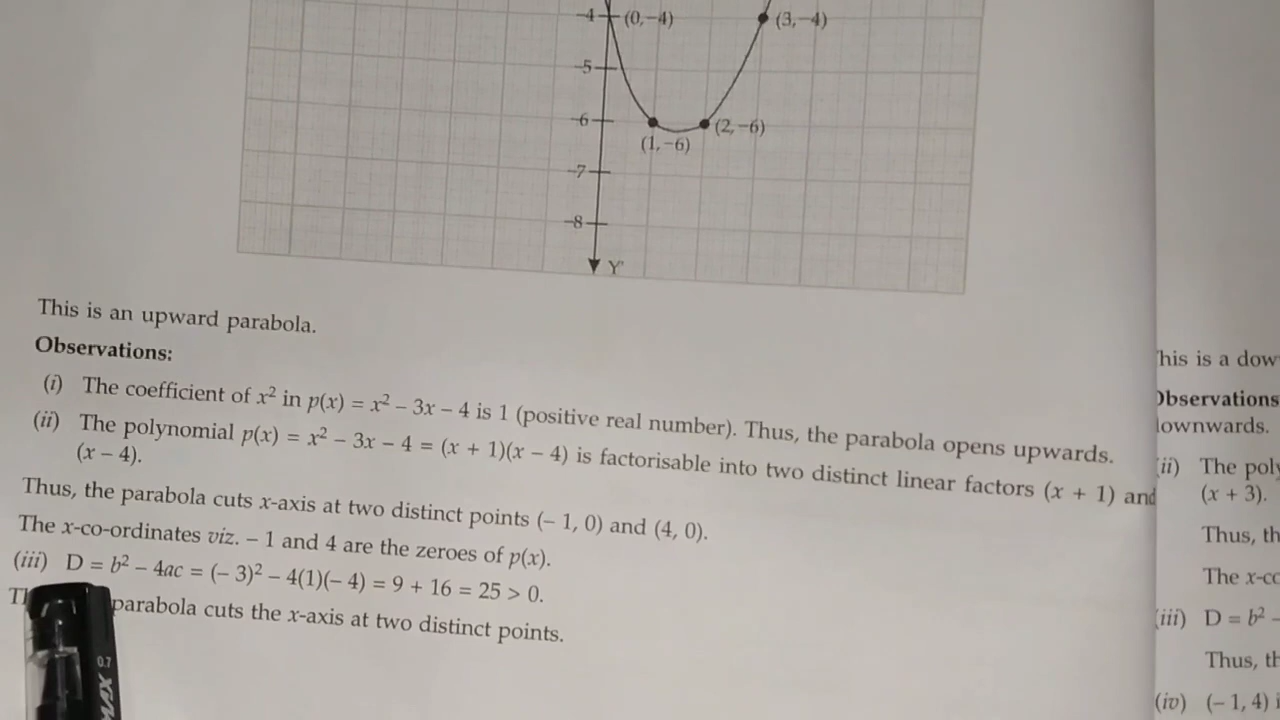 -4 (0,-4) (3,-4)
-5
-6 (2,-6)
(1,-6)
-7
-8
Y'
This is an upward parabola.
Observations:
(i) The coefficient of x² in p(x) = x² – 3x – 4 is 1 (positive real number). Thus, the parabola opens upwards.
(ii) The polynomial p(x) = x² – 3x – 4 = (x + 1)(x – 4) is factorisable into two distinct linear factors (x + 1) and
(x – 4).
Thus, the parabola cuts x-axis at two distinct points (– 1, 0) and (4, 0).
The x-co-ordinates viz. – 1 and 4 are the zeroes of p(x).
(iii) D = b² – 4ac = (– 3)² – 4(1)(– 4) = 9 + 16 = 25 > 0.
parabola cuts the x-axis at two distinct points.
0.7
his is a dow
Observations
lownwards.
(ii) The poly
(x + 3).
Thus, th
The x-co
(iii) D = b² –
Thus, th
(iv) (– 1, 4) i